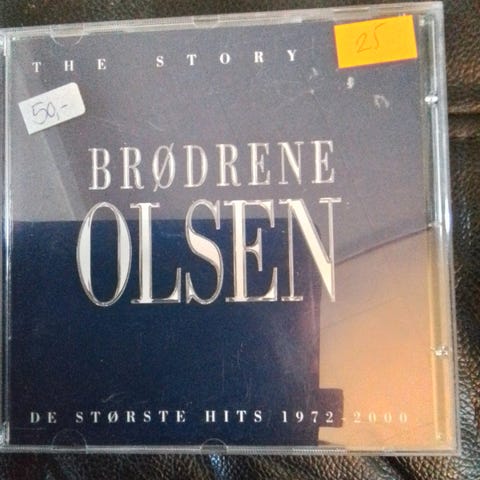 THE STORY
25
50,-
BRØDRENE
OLSEN
DE STØRSTE HITS 1972-2000